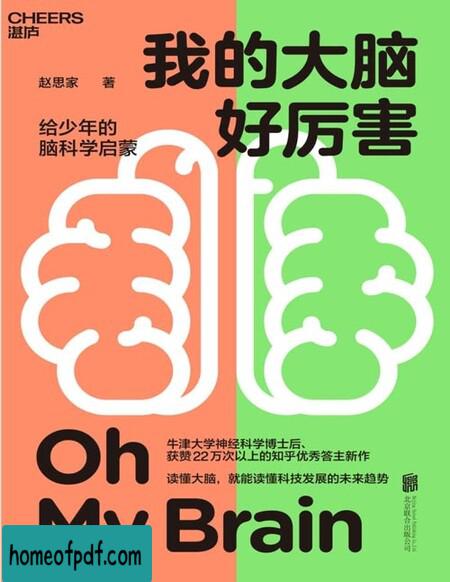 CHEERS
湛庐
我的大脑
好厉害
赵思家 著
给少年的
脑科学启蒙
Oh
My Brain
牛津大学神经科学博士后、
获赞22万次以上的知乎优秀答主新作
读懂大脑,就能读懂科技发展的未来趋势
北京联合出版公司
homeofpdf.com